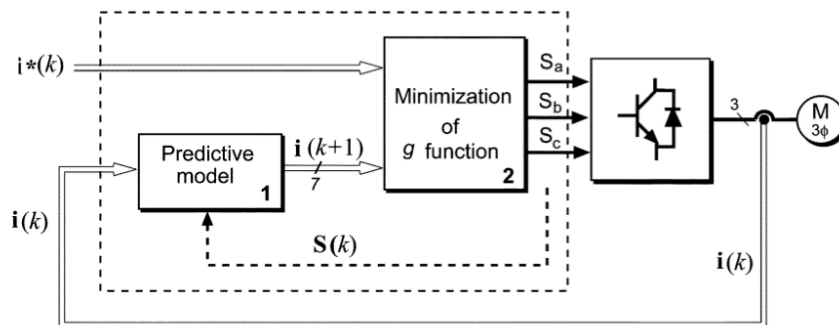 i*(k)
Predictive
model
1
i(k+1)
7
Minimization
of
g function
2
Sa
Sb
Sc
3
M
3ϕ
i(k)
S(k)
i(k)